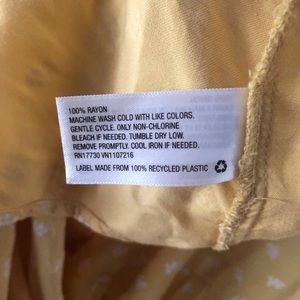 100% RAYON
MACHINE WASH COLD WITH LIKE COLORS.
GENTLE CYCLE. ONLY NON-CHLORINE
BLEACH IF NEEDED. TUMBLE DRY LOW.
REMOVE PROMPTLY. COOL IRON IF NEEDED.
RN17730 VN1107216
LABEL MADE FROM 100% RECYCLED PLASTIC